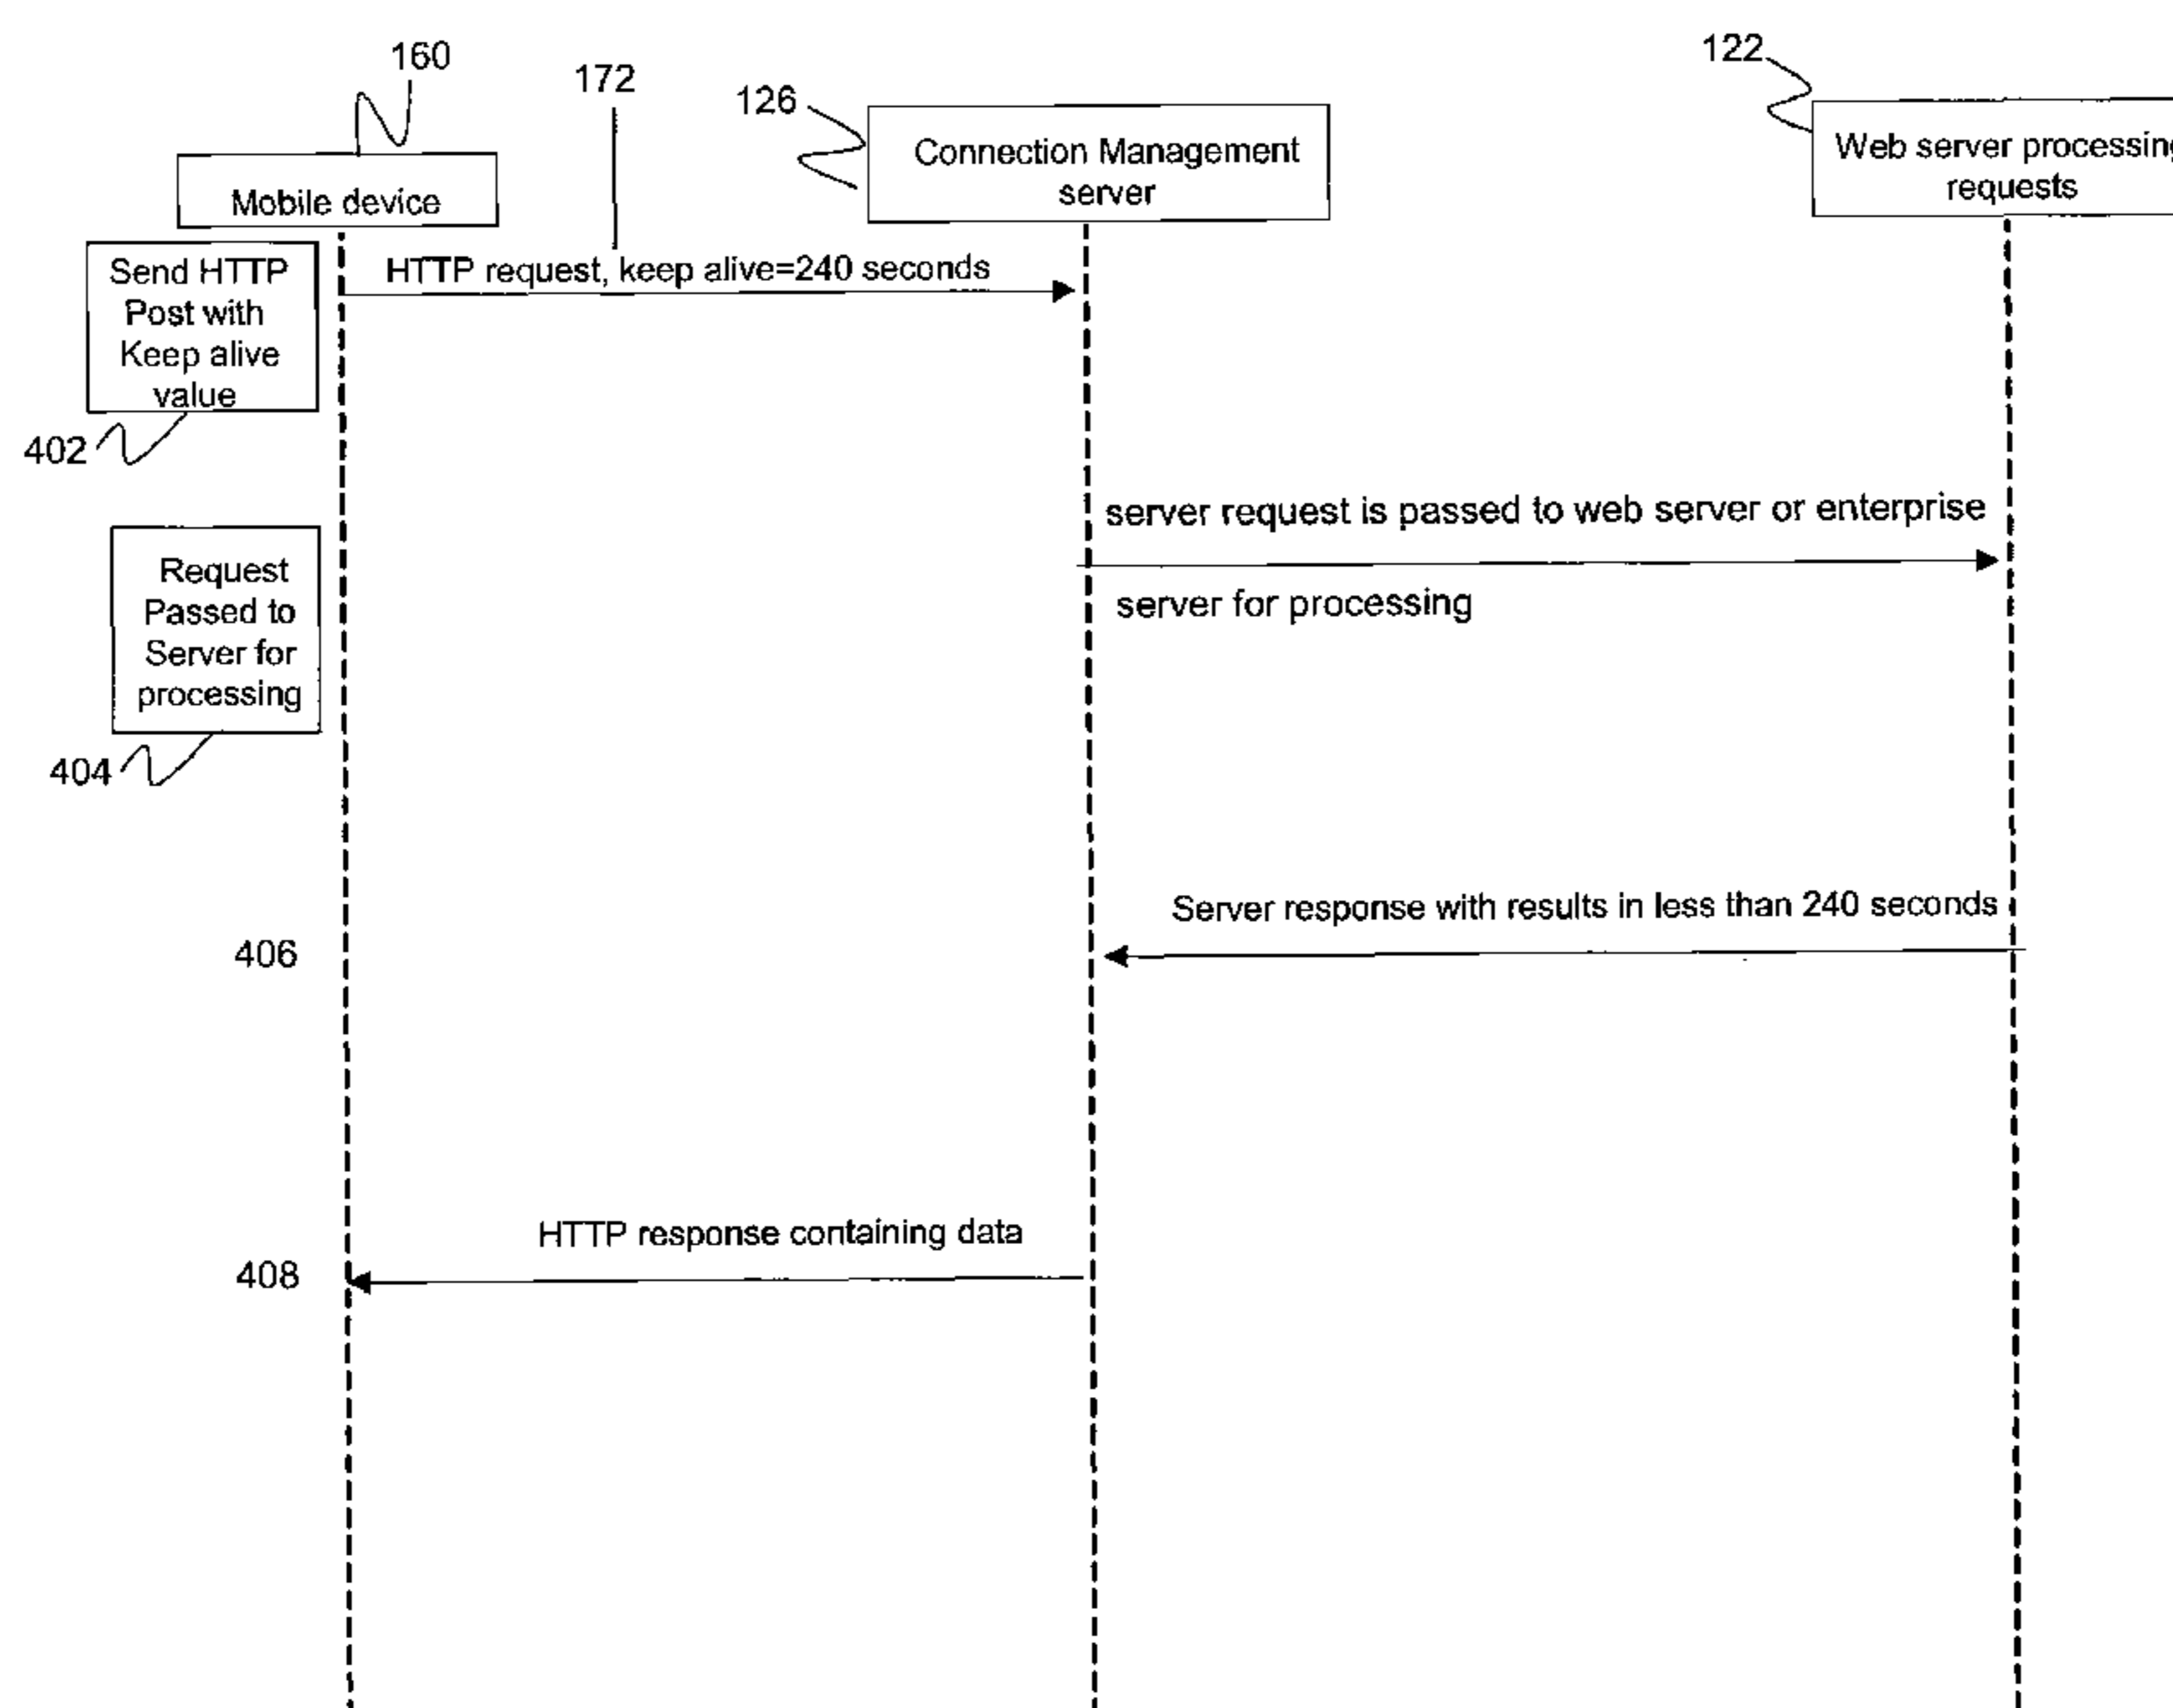 160
172
126
122
Mobile device
Connection Management
server
Web server processing
requests
Send HTTP
Post with
Keep alive
value
HTTP request, keep alive=240 seconds
402
server request is passed to web server or enterprise
server for processing
Request
Passed to
Server for
processing
404
Server response with results in less than 240 seconds
406
HTTP response containing data
408